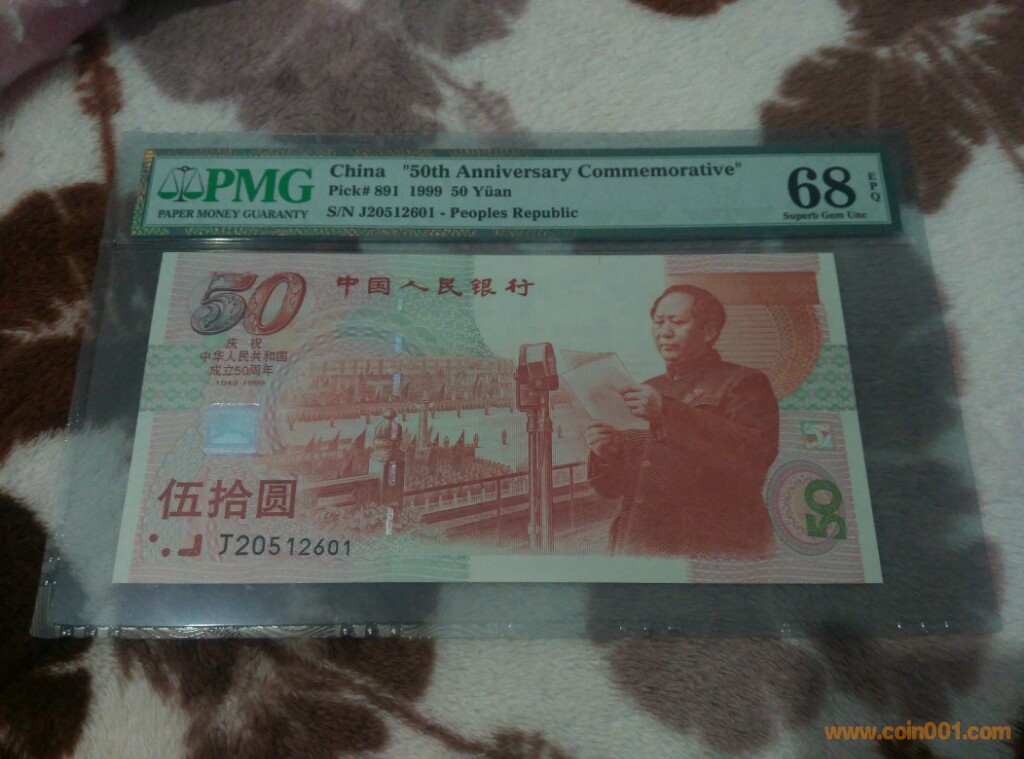 China "50th Anniversary Commemorative"
PMG
Pick# 891 1999 50 Yüan
PAPER MONEY GUARANTY
S/N J20512601 - Peoples Republic
68
EPQ
Superb Gem Unc
50
中国人民银行
庆祝
中华人民共和国
成立50周年
1949-1999
伍拾圆
J20512601
50
www.coin001.com